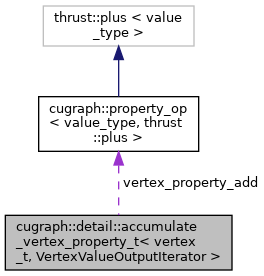 thrust::plus < value
_type >
cugraph::property_op
< value_type, thrust
::plus >
vertex_property_add
cugraph::detail::accumulate
_vertex_property_t< vertex
_t, VertexValueOutputIterator >